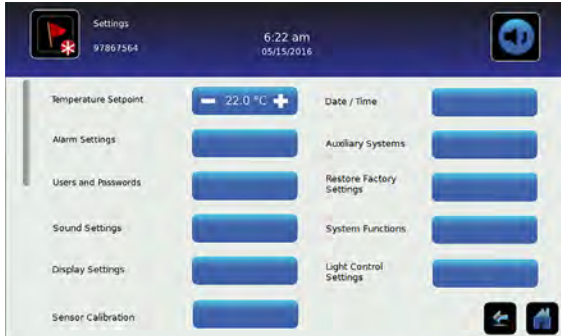 Settings
97867564
6:22 am
05/15/2016
Temperature Setpoint
22.0 °C
Date / Time
Alarm Settings
Auxiliary Systems
Users and Passwords
Restore Factory
Settings
Sound Settings
System Functions
Display Settings
Light Control
Settings
Sensor Calibration